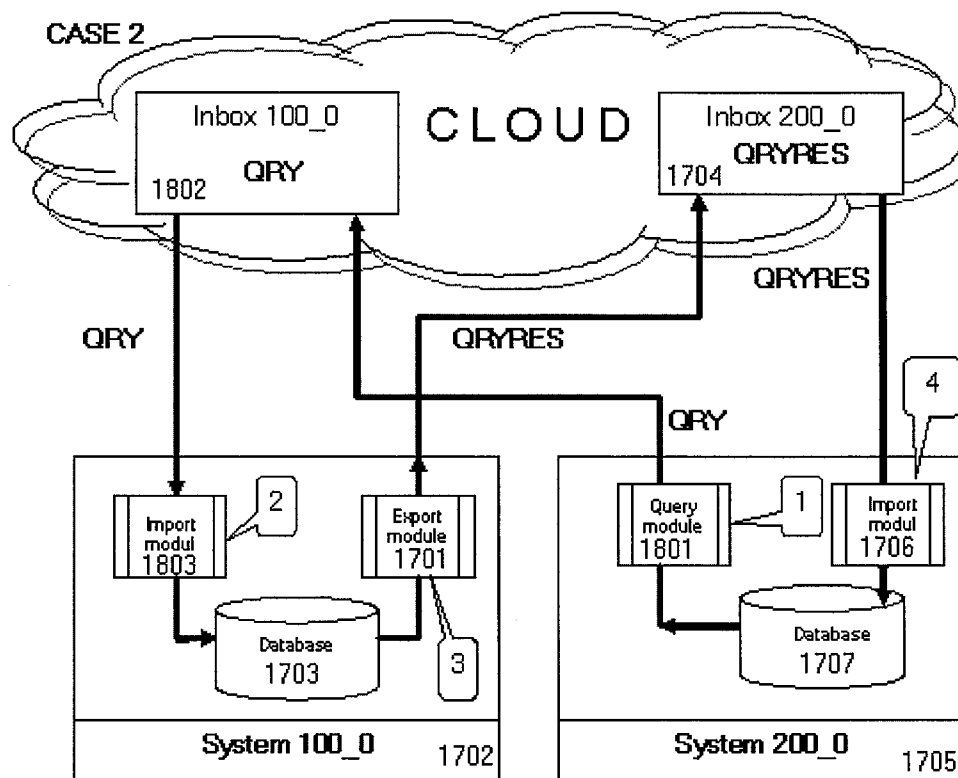 CASE 2
Inbox 100_0
QRY
1802
CLOUD
Inbox 200_0
QRYRES
1704
QRY
QRYRES
QRYRES
QRY
4
Import
modul
1803
2
Export
module
1701
3
Database
1703
Query
module
1801
1
Import
modul
1706
Database
1707
System 100_0
1702
System 200_0
1705